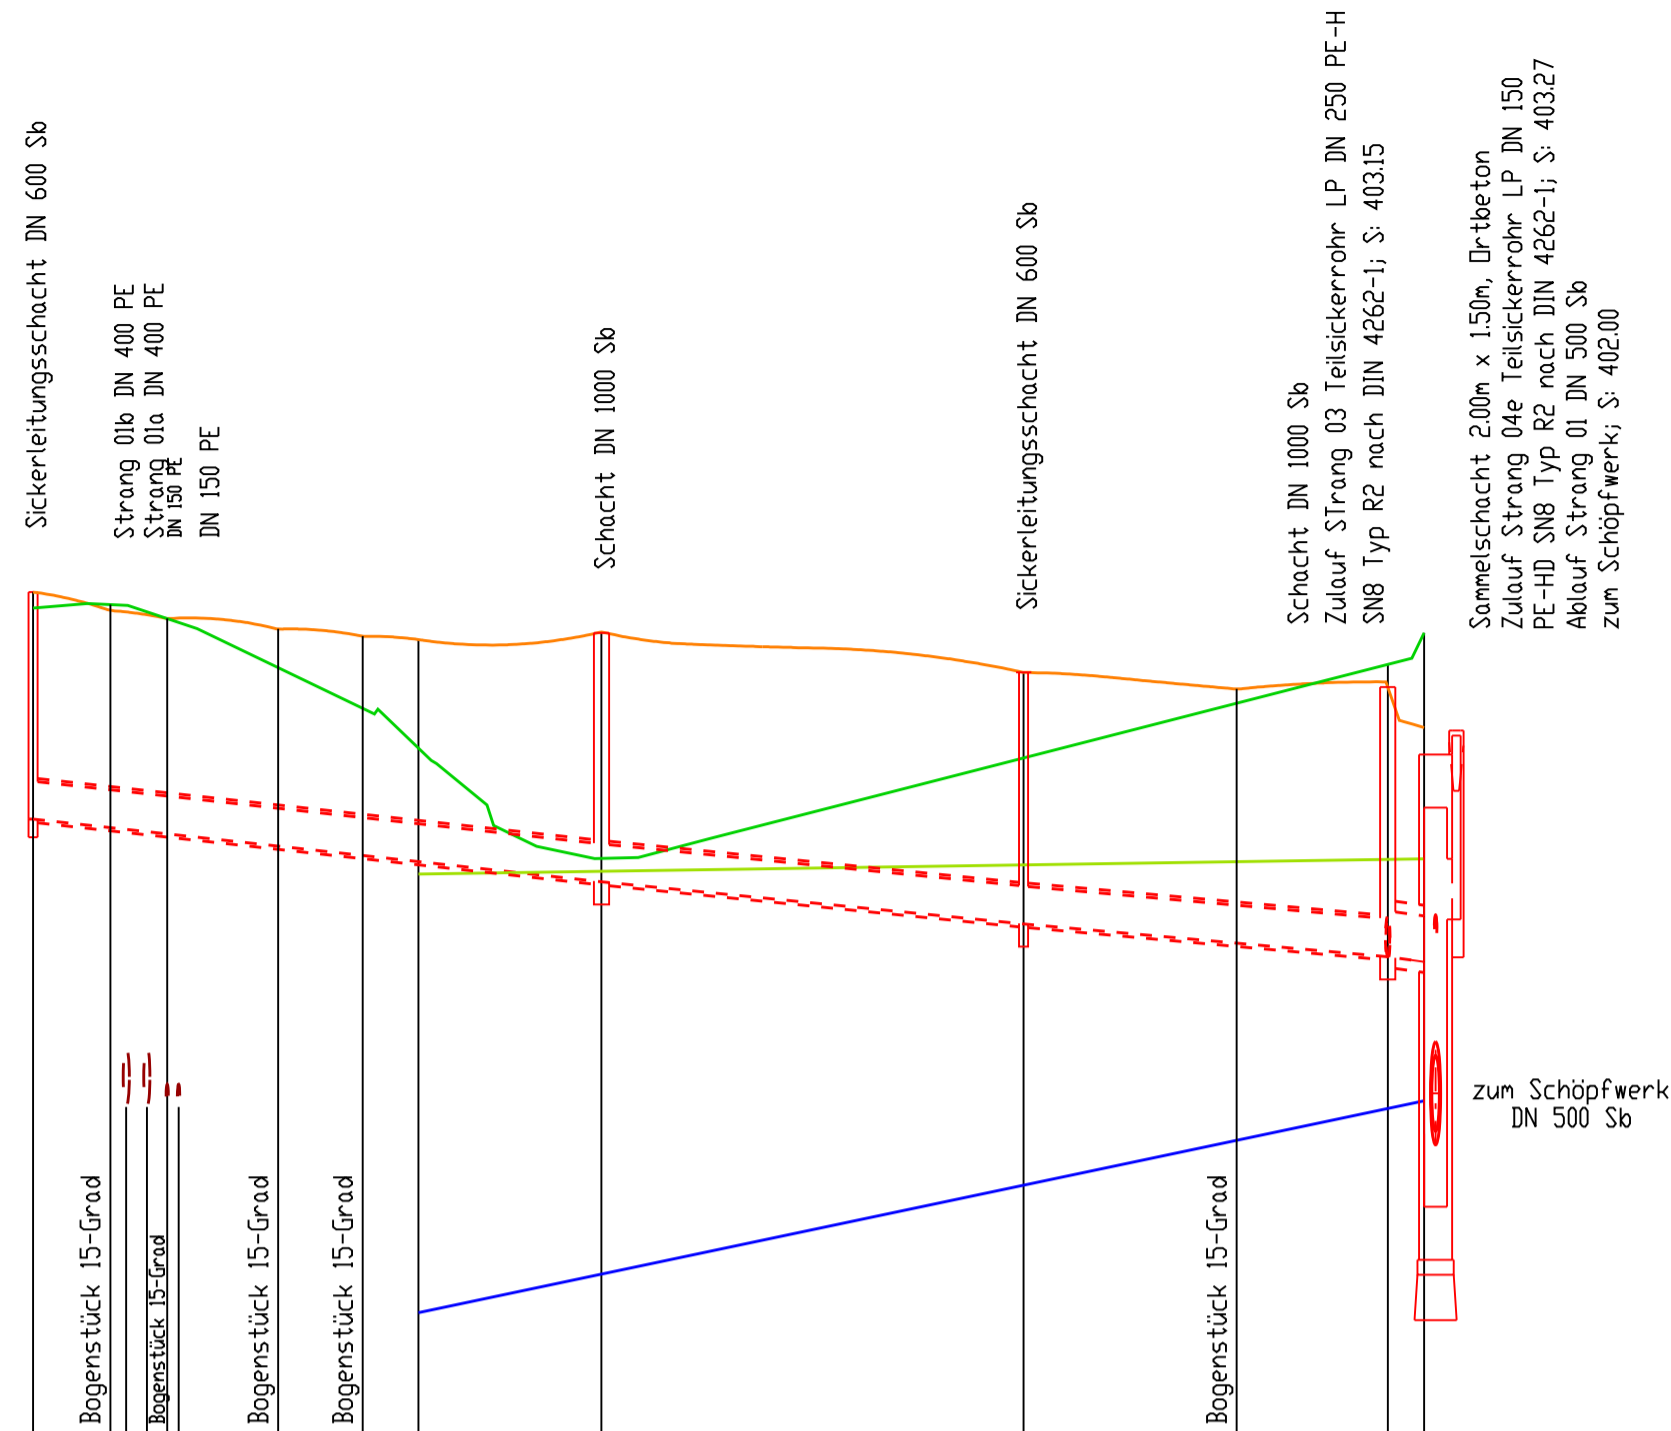 Sickerleitungsschacht DN 600 Sb
Strang 01b DN 400 PE
Strang 01a DN 400 PE
DN 150 PE
DN 150 PE
Schacht DN 1000 Sb
Sickerleitungsschacht DN 600 Sb
Schacht DN 1000 Sb
Zulauf STrang 03 Teilsickerrohr LP DN 250 PE-H
SN8 Typ R2 nach DIN 4262-1; S: 403.15
Sammelschacht 2.00m x 1.50m, Ortbeton
Zulauf Strang 04e Teilsickerrohr LP DN 150
PE-HD SN8 Typ R2 nach DIN 4262-1; S: 403.27
Ablauf Strang 01 DN 500 Sb
zum Schöpfwerk; S: 402.00
zum Schöpfwerk
DN 500 Sb
Bogenstück 15-Grad
Bogenstück 15-Grad
Bogenstück 15-Grad
Bogenstück 15-Grad
Bogenstück 15-Grad